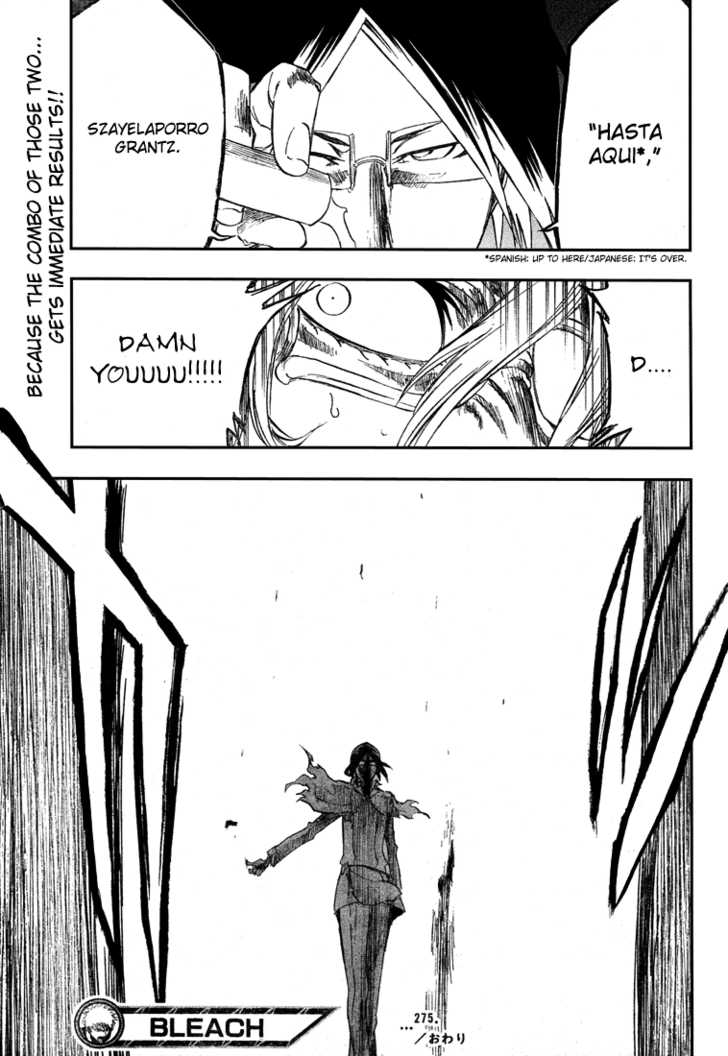 "HASTA
AQUI*,"
SZAYELAPORRO
GRANTZ.
BECAUSE THE COMBO OF THOSE TWO...
GETS IMMEDIATE RESULTS!!
*SPANISH: UP TO HERE/JAPANESE: IT'S OVER.
D....
DAMN
YOUUUU!!!!!
BLEACH
275.
...
/おわり